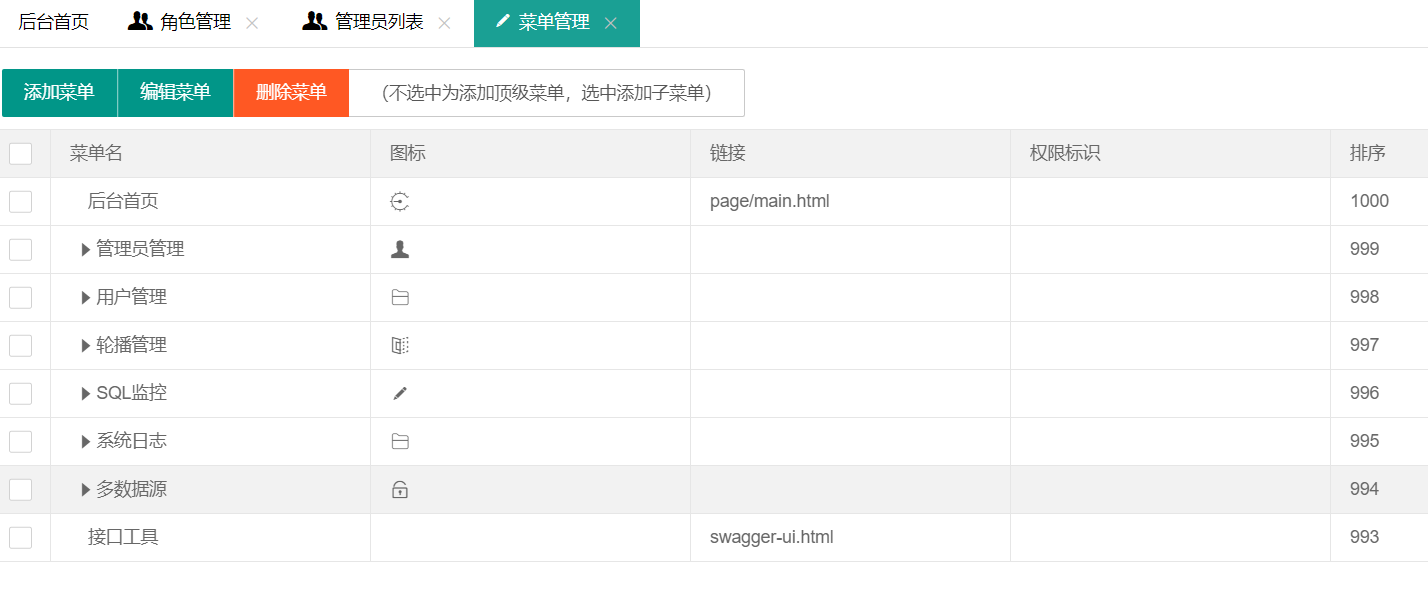 后台首页 角色管理 管理员列表 菜单管理
添加菜单 编辑菜单 删除菜单 (不选中为添加顶级菜单，选中添加子菜单)
菜单名 图标 链接 权限标识 排序
后台首页 page/main.html 1000
管理员管理 999
用户管理 998
轮播管理 997
SQL监控 996
系统日志 995
多数据源 994
接口工具 swagger-ui.html 993